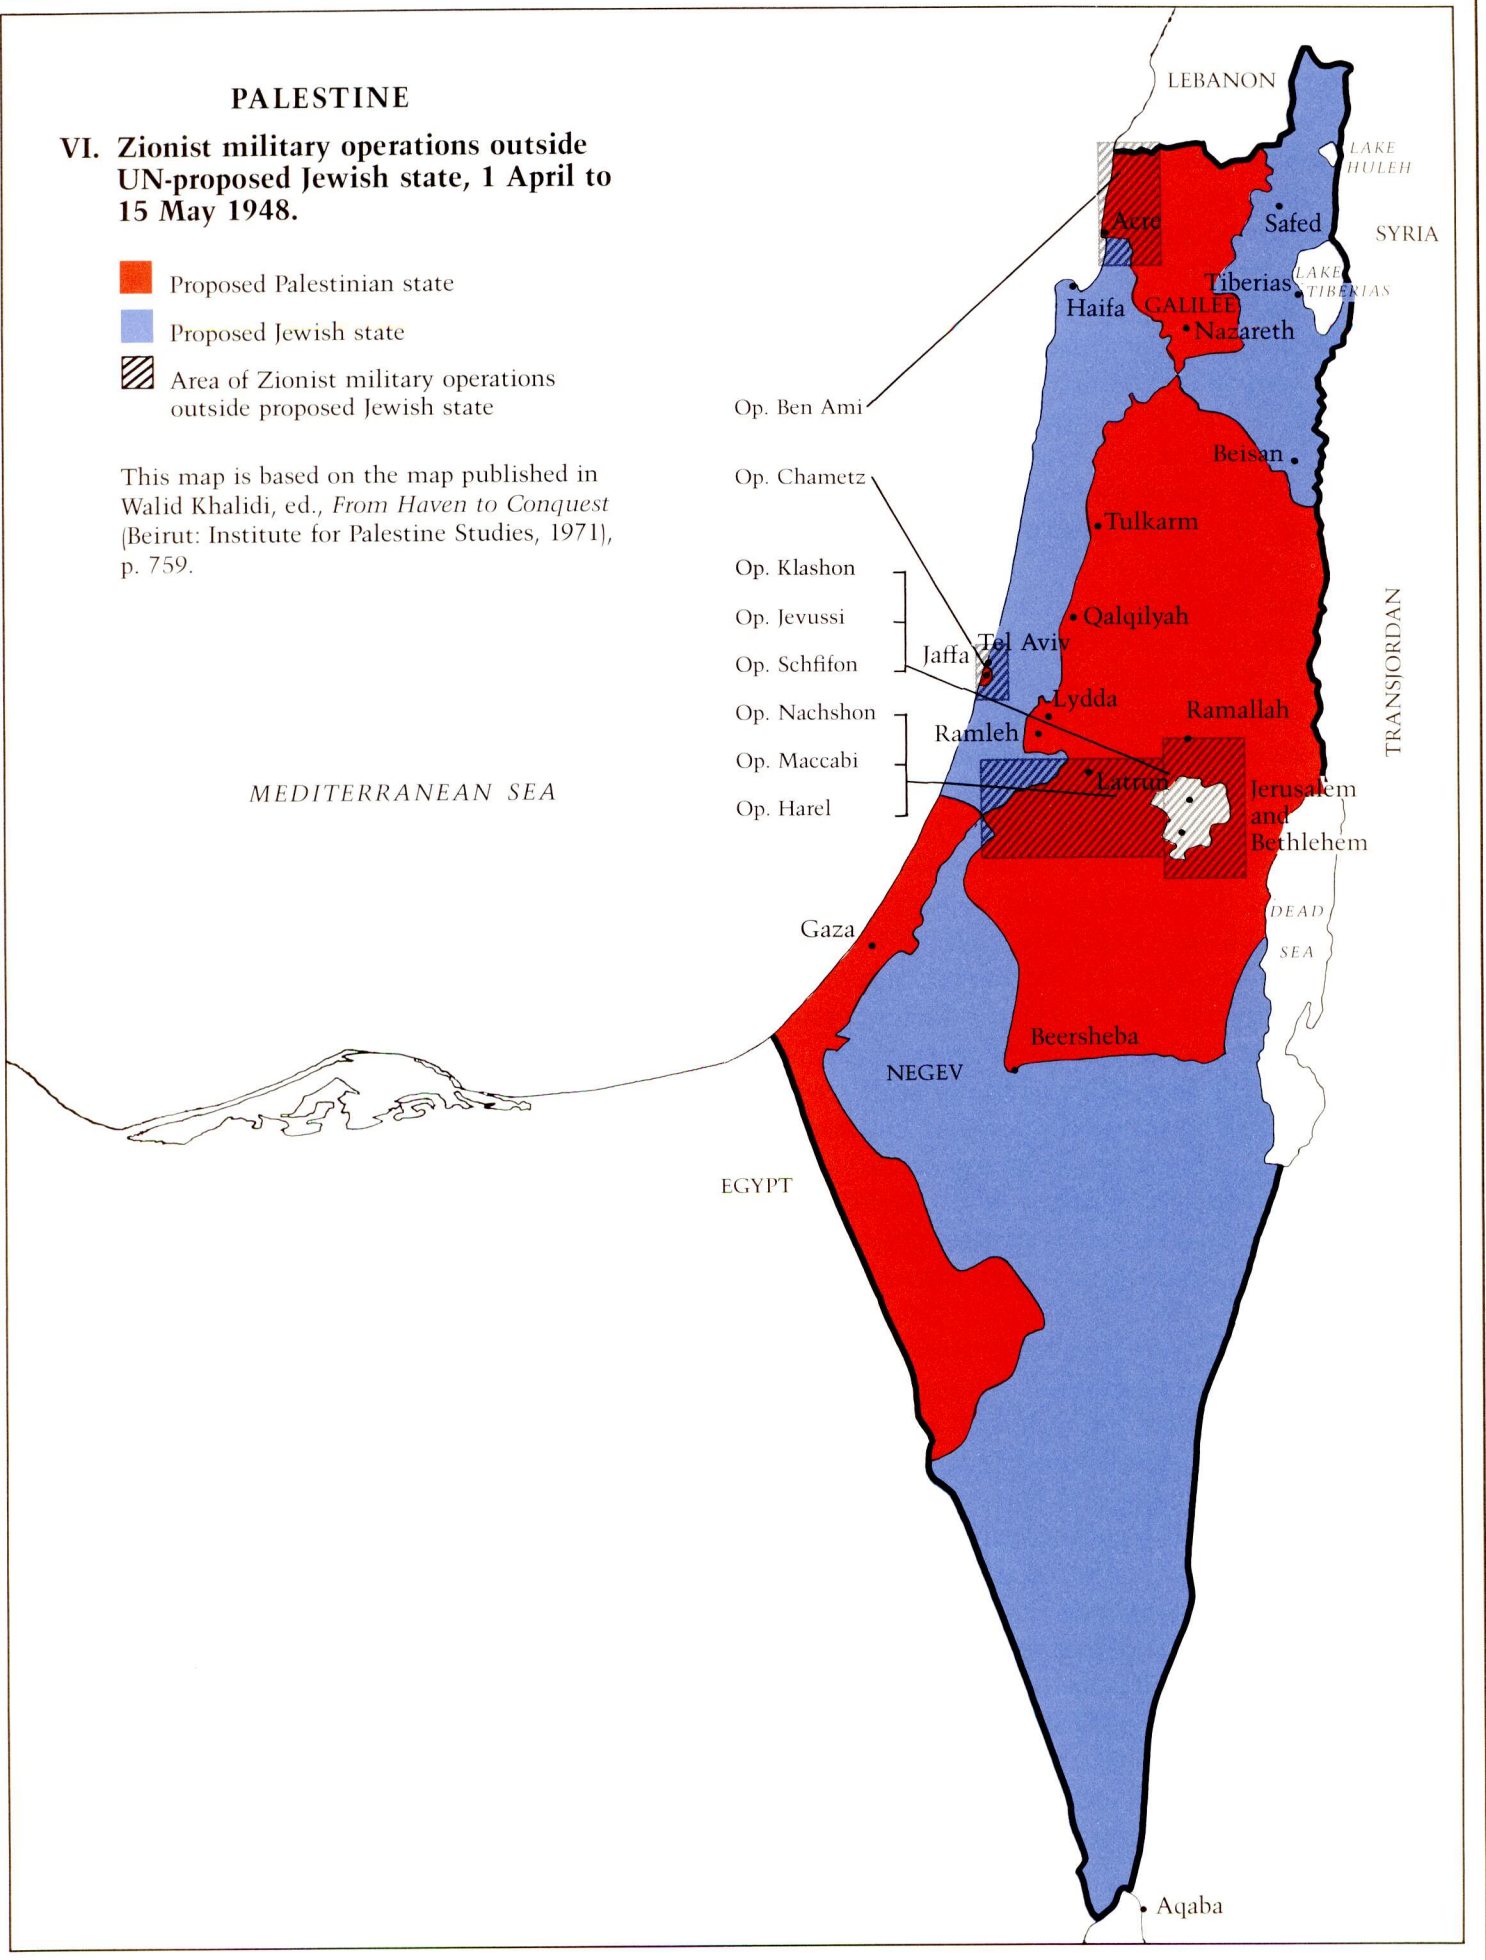 PALESTINE
VI. Zionist military operations outside
UN-proposed Jewish state, 1 April to
15 May 1948.
Proposed Palestinian state
Proposed Jewish state
Area of Zionist military operations
outside proposed Jewish state
This map is based on the map published in
Walid Khalidi, ed., From Haven to Conquest
(Beirut: Institute for Palestine Studies, 1971),
p. 759.
LEBANON
LAKE
HULEH
SYRIA
Acre
Safed
LAKE
TIBERIAS
Tiberias
Haifa
GALILEE
Nazareth
Op. Ben Ami
Beisan
Op. Chametz
Tulkarm
Op. Klashon
Op. Jevussi
Qalqilyah
Op. Schfifon
Jaffa
Tel Aviv
TRANSJORDAN
Op. Nachshon
Lydda
Ramallah
Ramleh
Op. Maccabi
Latrun
Op. Harel
Jerusalem
and
Bethlehem
MEDITERRANEAN SEA
DEAD
SEA
Gaza
Beersheba
NEGEV
EGYPT
Aqaba